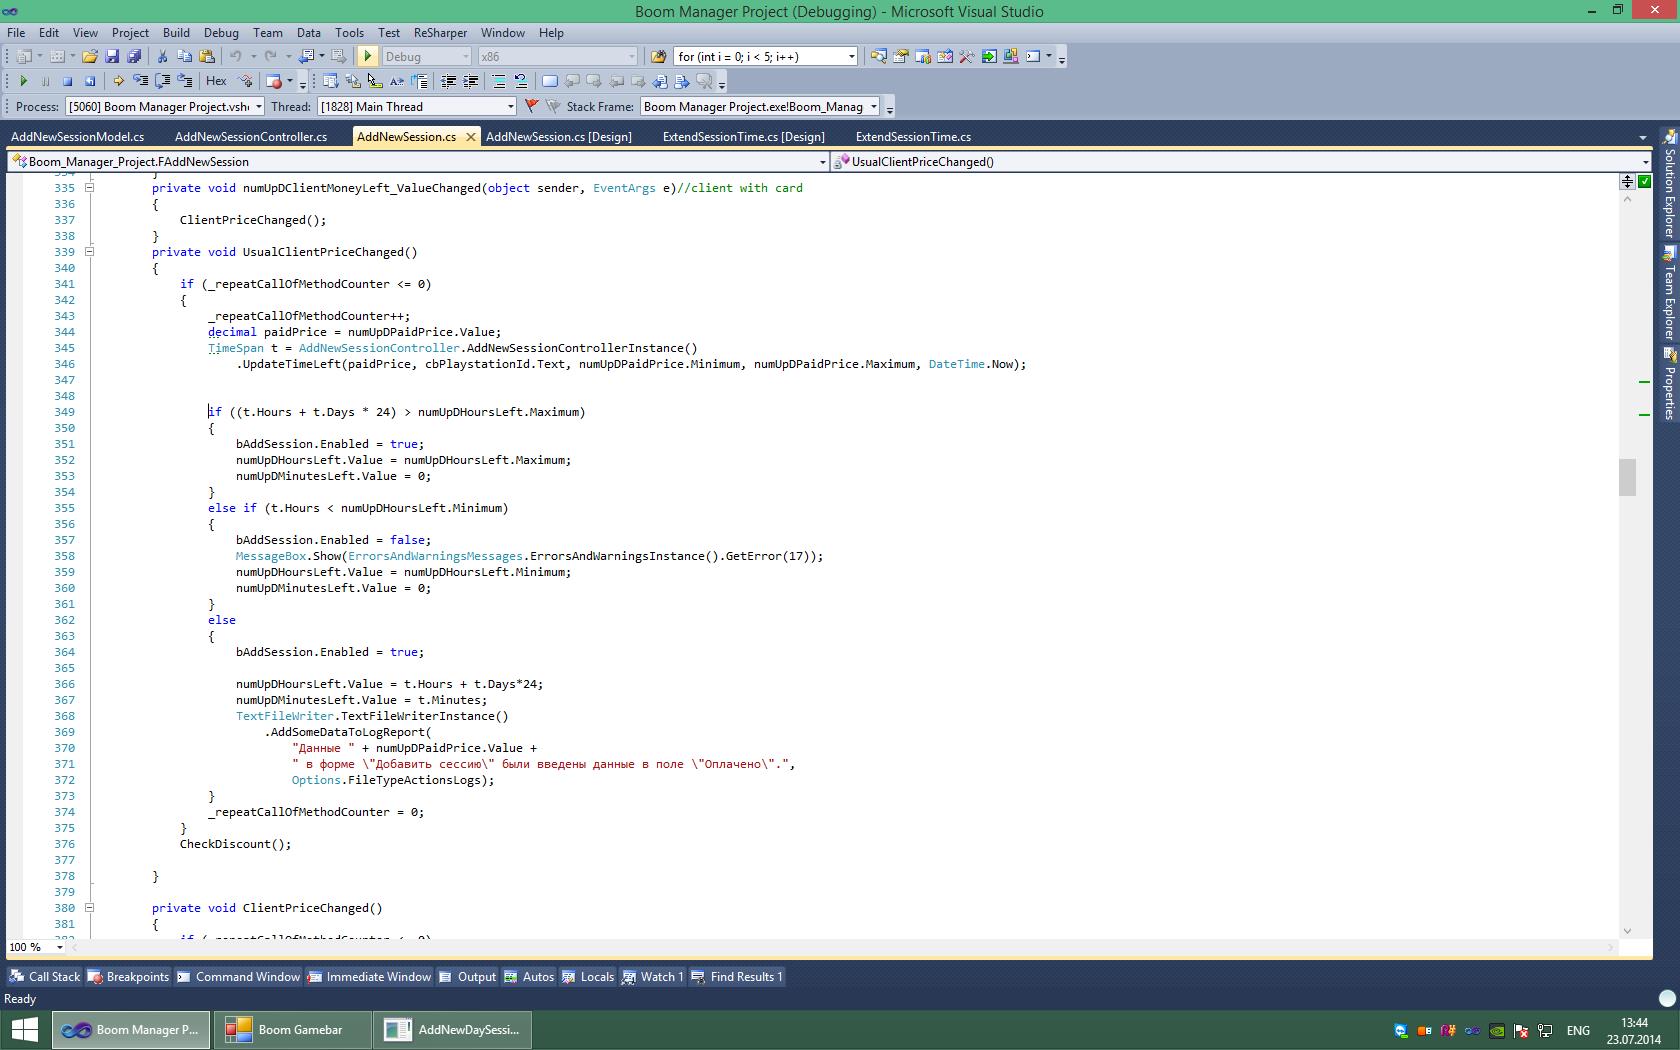 Boom Manager Project (Debugging) - Microsoft Visual Studio
File Edit View Project Build Debug Team Data Tools Test ReSharper Window Help
Debug x86 for (int i = 0; i < 5; i++)
Hex
Process: [5060] Boom Manager Project.vshc Thread: [1828] Main Thread Stack Frame: Boom Manager Project.exe!Boom_Manag
AddNewSessionModel.cs AddNewSessionController.cs AddNewSession.cs AddNewSession.cs [Design] ExtendSessionTime.cs [Design] ExtendSessionTime.cs
Boom_Manager_Project.FAddNewSession UsualClientPriceChanged()
334 }
335 private void numUpDClientMoneyLeft_ValueChanged(object sender, EventArgs e)//client with card
336 {
337 ClientPriceChanged();
338 }
339 private void UsualClientPriceChanged()
340 {
341 if (_repeatCallOfMethodCounter <= 0)
342 {
343 _repeatCallOfMethodCounter++;
344 decimal paidPrice = numUpDPaidPrice.Value;
345 TimeSpan t = AddNewSessionController.AddNewSessionControllerInstance()
346 .UpdateTimeLeft(paidPrice, cbPlaystationId.Text, numUpDPaidPrice.Minimum, numUpDPaidPrice.Maximum, DateTime.Now);
347
348
349 if ((t.Hours + t.Days * 24) > numUpDHoursLeft.Maximum)
350 {
351 bAddSession.Enabled = true;
352 numUpDHoursLeft.Value = numUpDHoursLeft.Maximum;
353 numUpDMinutesLeft.Value = 0;
354 }
355 else if (t.Hours < numUpDHoursLeft.Minimum)
356 {
357 bAddSession.Enabled = false;
358 MessageBox.Show(ErrorsAndWarningsMessages.ErrorsAndWarningsInstance().GetError(17));
359 numUpDHoursLeft.Value = numUpDHoursLeft.Minimum;
360 numUpDMinutesLeft.Value = 0;
361 }
362 else
363 {
364 bAddSession.Enabled = true;
365
366 numUpDHoursLeft.Value = t.Hours + t.Days*24;
367 numUpDMinutesLeft.Value = t.Minutes;
368 TextFileWriter.TextFileWriterInstance()
369 .AddSomeDataToLogReport(
370 "Данные " + numUpDPaidPrice.Value +
371 " в форме \"Добавить сессию\" были введены данные в поле \"Оплачено\".",
372 Options.FileTypeActionsLogs);
373 }
374 _repeatCallOfMethodCounter = 0;
375 }
376 CheckDiscount();
377
378 }
379
380 private void ClientPriceChanged()
381 {
100 %
Solution Explorer
Team Explorer
Properties
Call Stack Breakpoints Command Window Immediate Window Output Autos Locals Watch 1 Find Results 1
Ready
Boom Manager P... Boom Gamebar AddNewDaySessi... ENG 13:44
23.07.2014